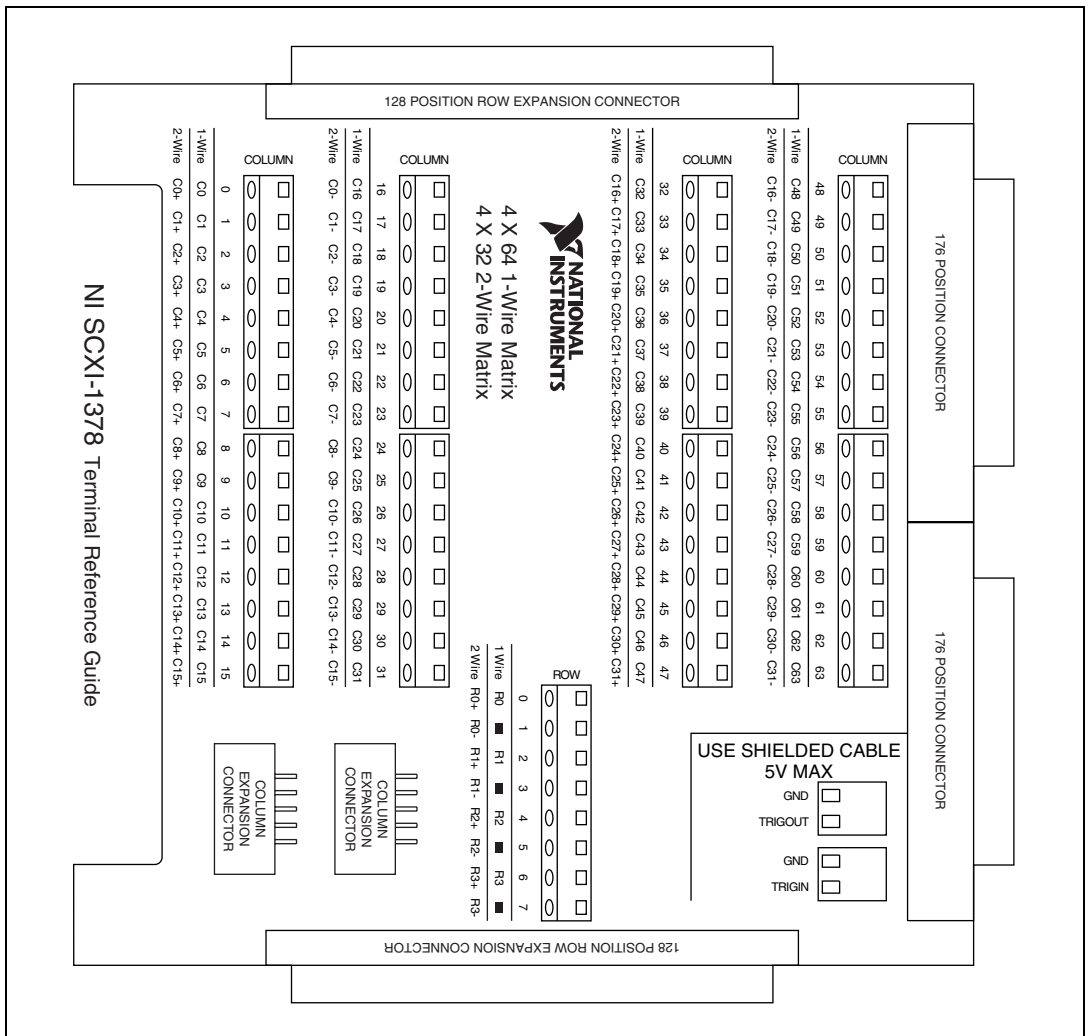 128 POSITION ROW EXPANSION CONNECTOR
NI SCXI-1378 Terminal Reference Guide
COLUMN
0 1 2 3 4 5 6 7 8 9 10 11 12 13 14 15
1-Wire C0 C1 C2 C3 C4 C5 C6 C7 C8 C9 C10 C11 C12 C13 C14 C15
2-Wire C0+ C1+ C2+ C3+ C4+ C5+ C6+ C7+ C8+ C9+ C10+ C11+ C12+ C13+ C14+ C15+
COLUMN
16 17 18 19 20 21 22 23 24 25 26 27 28 29 30 31
1-Wire C16 C17 C18 C19 C20 C21 C22 C23 C24 C25 C26 C27 C28 C29 C30 C31
2-Wire C0- C1- C2- C3- C4- C5- C6- C7- C8- C9- C10- C11- C12- C13- C14- C15-
NATIONAL
INSTRUMENTS
4 X 64 1-Wire Matrix
4 X 32 2-Wire Matrix
COLUMN
32 33 34 35 36 37 38 39 40 41 42 43 44 45 46 47
1-Wire C32 C33 C34 C35 C36 C37 C38 C39 C40 C41 C42 C43 C44 C45 C46 C47
2-Wire C16+ C17+ C18+ C19+ C20+ C21+ C22+ C23+ C24+ C25+ C26+ C27+ C28+ C29+ C30+ C31+
COLUMN
48 49 50 51 52 53 54 55 56 57 58 59 60 61 62 63
1-Wire C48 C49 C50 C51 C52 C53 C54 C55 C56 C57 C58 C59 C60 C61 C62 C63
2-Wire C16- C17- C18- C19- C20- C21- C22- C23- C24- C25- C26- C27- C28- C29- C30- C31-
176 POSITION CONNECTOR
176 POSITION CONNECTOR
COLUMN
EXPANSION
CONNECTOR
COLUMN
EXPANSION
CONNECTOR
ROW
0 1 2 3 4 5 6 7
1 Wire R0 R1 R2 R3
2 Wire R0+ R0- R1+ R1- R2+ R2- R3+ R3-
USE SHIELDED CABLE
5V MAX
GND
TRIGOUT
GND
TRIGIN
128 POSITION ROW EXPANSION CONNECTOR